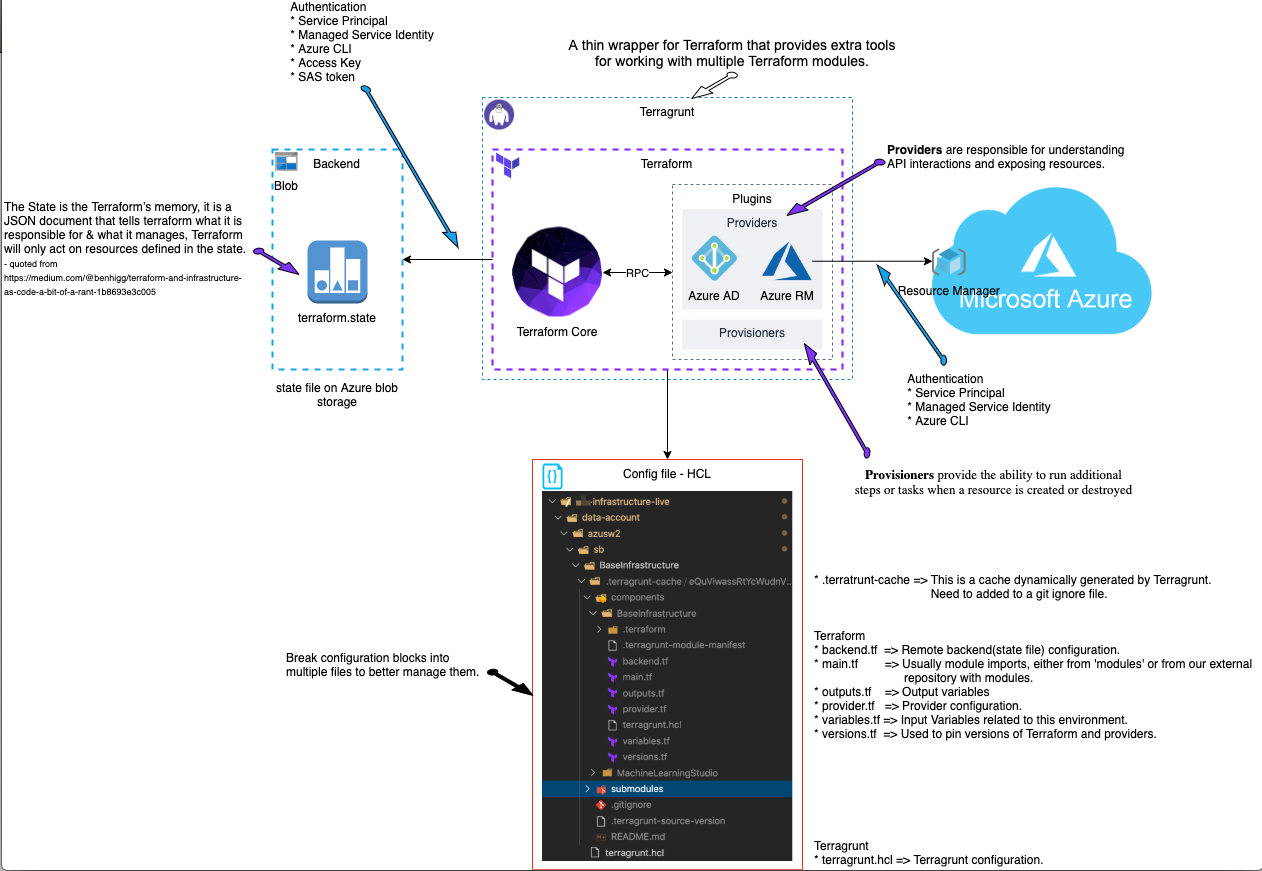 Authentication
* Service Principal
* Managed Service Identity
* Azure CLI
* Access Key
* SAS token
A thin wrapper for Terraform that provides extra tools
for working with multiple Terraform modules.
Terragrunt
Backend
Blob
Terraform
Providers are responsible for understanding
API interactions and exposing resources.
The State is the Terraform's memory, it is a
JSON document that tells terraform what it is
responsible for & what it manages, Terraform
will only act on resources defined in the state.
- quoted from
https://medium.com/@benhigg/terraform-and-infrastructure-
as-code-a-bit-of-a-rant-1b8693e3c005
terraform.state
state file on Azure blob
storage
Terraform Core
RPC
Plugins
Providers
Azure AD
Azure RM
Provisioners
Resource Manager
Microsoft Azure
Authentication
* Service Principal
* Managed Service Identity
* Azure CLI
Provisioners provide the ability to run additional
steps or tasks when a resource is created or destroyed
Config file - HCL
{}
-infrastructure-live
data-account
azusw2
sb
BaseInfrastructure
.terragrunt-cache / eQuViwassRtYcWudnV...
components
BaseInfrastructure
.terraform
.terragrunt-module-manifest
backend.tf
main.tf
outputs.tf
provider.tf
terragrunt.hcl
variables.tf
versions.tf
MachineLearningStudio
submodules
.gitignore
.terragrunt-source-version
README.md
terragrunt.hcl
Break configuration blocks into
multiple files to better manage them.
* .terratrunt-cache => This is a cache dynamically generated by Terragrunt.
Need to added to a git ignore file.
Terraform
* backend.tf => Remote backend(state file) configuration.
* main.tf => Usually module imports, either from 'modules' or from our external
repository with modules.
* outputs.tf => Output variables
* provider.tf => Provider configuration.
* variables.tf => Input Variables related to this environment.
* versions.tf => Used to pin versions of Terraform and providers.
Terragrunt
* terragrunt.hcl => Terragrunt configuration.